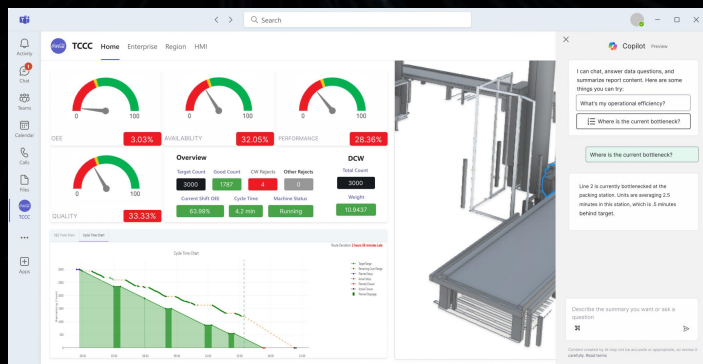 Search
Activity
Chat
Teams
Calendar
Calls
Files
TCCC
Apps
TCCC Home Enterprise Region HMI
0 100
0 100
0 100
OEE 3.03%
AVAILABILITY 32.05%
PERFORMANCE 28.36%
0 100
QUALITY 33.33%
Overview
Target Count Good Count CW Rejects Other Rejects
3000 1787 4 0
Current Shift OEE Cycle Time Machine Status
63.99% 4.2 min Running
DCW
Total Count
3000
Weight
10.9437
Cycle Time Chart
Cycle Time Chart
Copilot Preview
I can chat, answer data questions, and
summarize report content. Here are some
things you can try:
What's my operational efficiency?
Where is the current bottleneck?
Where is the current bottleneck?
Line 2 is currently bottlenecked at the
packing station. Units are averaging 2.5
minutes in this station, which is .5 minutes
behind target.
Describe the summary you want or ask a
question